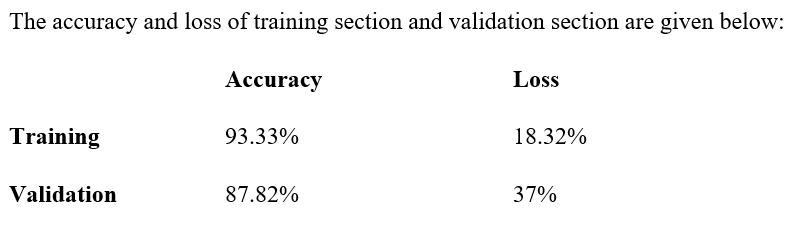 The accuracy and loss of training section and validation section are given below:
Accuracy Loss
Training 93.33% 18.32%
Validation 87.82% 37%